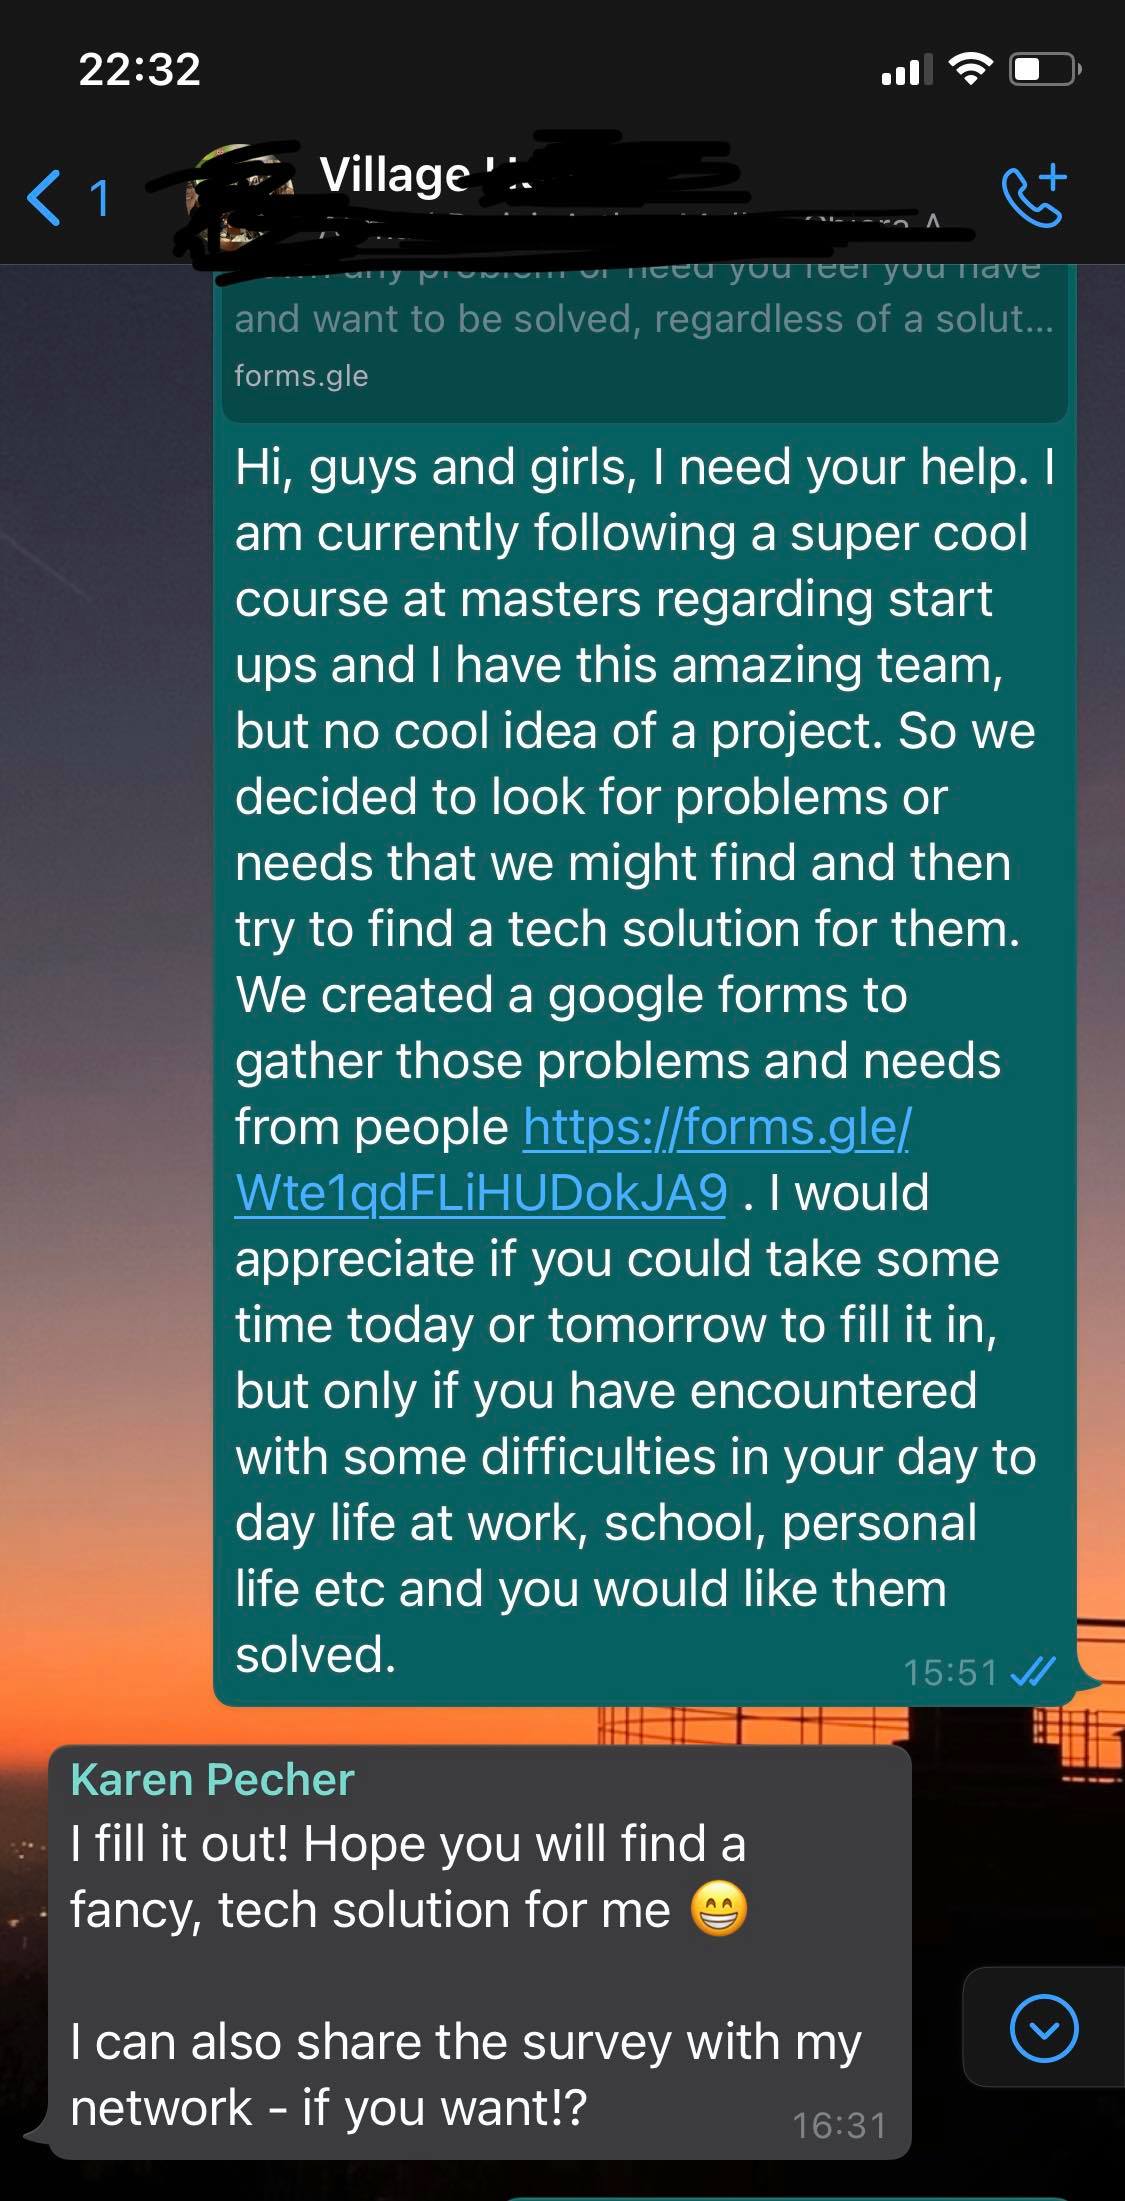 22:32
1
Village
any problem or need you feel you have
and want to be solved, regardless of a solut...
forms.gle
Hi, guys and girls, I need your help. I
am currently following a super cool
course at masters regarding start
ups and I have this amazing team,
but no cool idea of a project. So we
decided to look for problems or
needs that we might find and then
try to find a tech solution for them.
We created a google forms to
gather those problems and needs
from people https://forms.gle/
Wte1qdFLiHUDokJA9 . I would
appreciate if you could take some
time today or tomorrow to fill it in,
but only if you have encountered
with some difficulties in your day to
day life at work, school, personal
life etc and you would like them
solved.
15:51
Karen Pecher
I fill it out! Hope you will find a
fancy, tech solution for me 😁
I can also share the survey with my
network - if you want!?
16:31